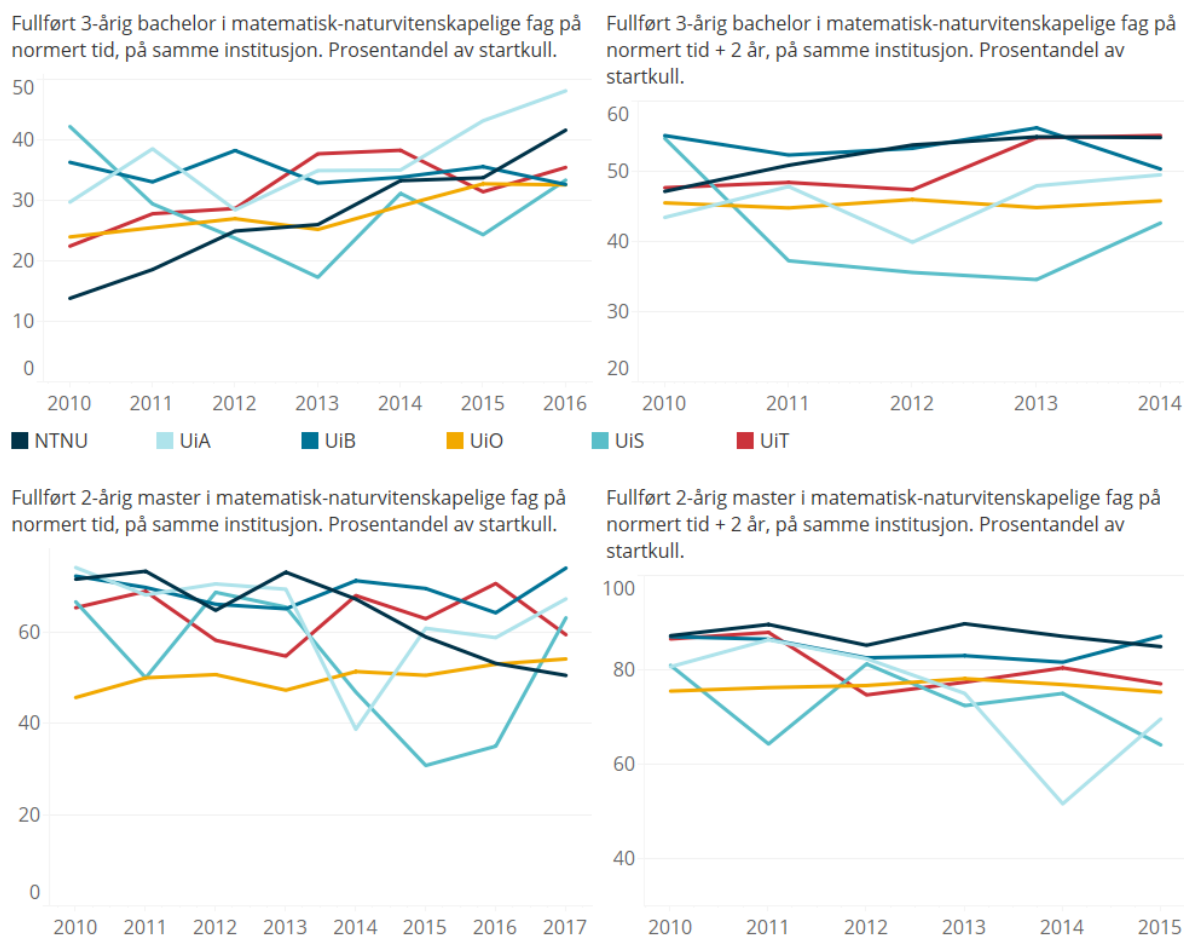 Fullført 3-årig bachelor i matematisk-naturvitenskapelige fag på
normert tid, på samme institusjon. Prosentandel av startkull.
50
40
30
20
10
0
2010 2011 2012 2013 2014 2015 2016
Fullført 3-årig bachelor i matematisk-naturvitenskapelige fag på
normert tid + 2 år, på samme institusjon. Prosentandel av
startkull.
60
50
40
30
20
2010 2011 2012 2013 2014
NTNU UiA UiB UiO UiS UiT
Fullført 2-årig master i matematisk-naturvitenskapelige fag på
normert tid, på samme institusjon. Prosentandel av startkull.
60
40
20
0
2010 2011 2012 2013 2014 2015 2016 2017
Fullført 2-årig master i matematisk-naturvitenskapelige fag på
normert tid + 2 år, på samme institusjon. Prosentandel av
startkull.
100
80
60
40
2010 2011 2012 2013 2014 2015